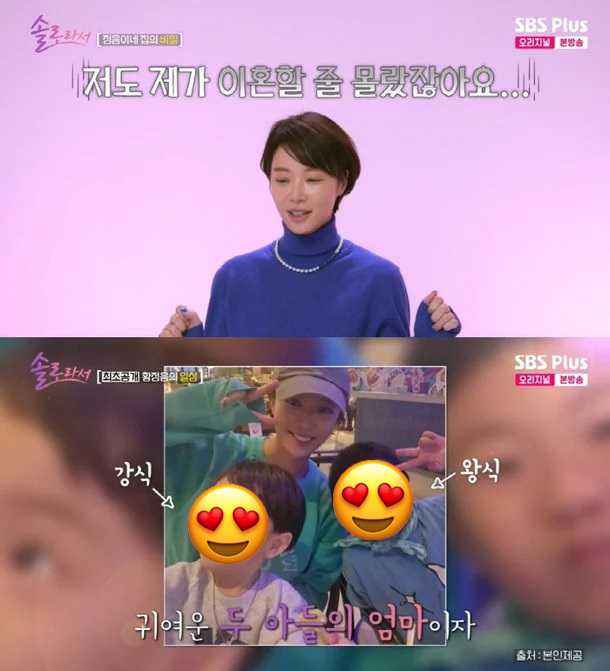 솔로라서
[정음이네 집의 비밀]
SBS Plus
오리지널 본방송
저도 제가 이혼할 줄 몰랐잖아요...
솔로라서
[최초공개 황정음의 일상]
SBS Plus
오리지널 본방송
강식
왕식
귀여운 두 아들의 엄마이자
출처 : 본인제공